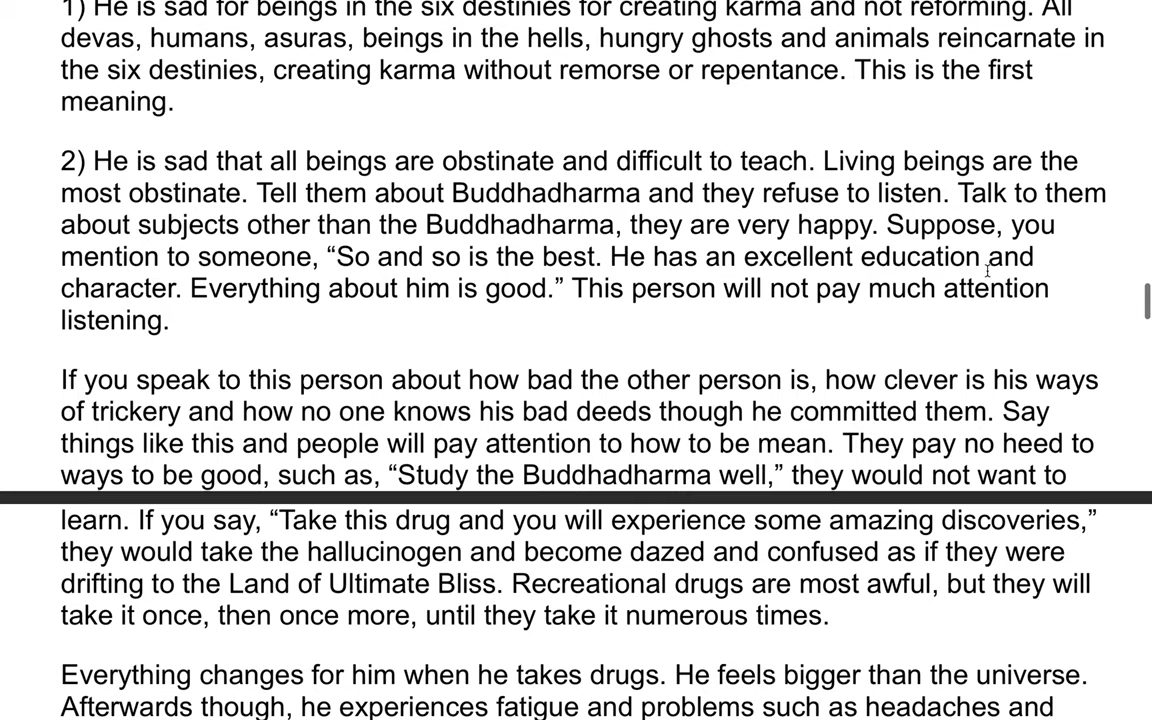 1) He is sad for beings in the six destinies for creating karma and not reforming. All
devas, humans, asuras, beings in the hells, hungry ghosts and animals reincarnate in
the six destinies, creating karma without remorse or repentance. This is the first
meaning.
2) He is sad that all beings are obstinate and difficult to teach. Living beings are the
most obstinate. Tell them about Buddhadharma and they refuse to listen. Talk to them
about subjects other than the Buddhadharma, they are very happy. Suppose, you
mention to someone, “So and so is the best. He has an excellent education and
character. Everything about him is good.” This person will not pay much attention
listening.
If you speak to this person about how bad the other person is, how clever is his ways
of trickery and how no one knows his bad deeds though he committed them. Say
things like this and people will pay attention to how to be mean. They pay no heed to
ways to be good, such as, “Study the Buddhadharma well,” they would not want to
learn. If you say, “Take this drug and you will experience some amazing discoveries,”
they would take the hallucinogen and become dazed and confused as if they were
drifting to the Land of Ultimate Bliss. Recreational drugs are most awful, but they will
take it once, then once more, until they take it numerous times.
Everything changes for him when he takes drugs. He feels bigger than the universe.
Afterwards though, he experiences fatigue and problems such as headaches and